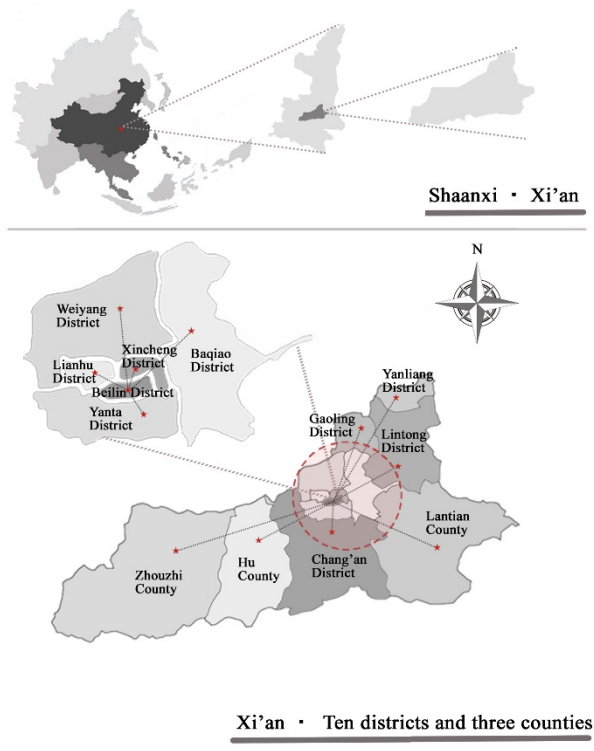 Shaanxi · Xi'an
N
Weiyang
District
Xincheng
District
Baqiao
District
Lianhu
District
Beilin District
Yanta
District
Yanliang
District
Gaoling
District
Lintong
District
Lantian
County
Chang'an
District
Hu
County
Zhouzhi
County
Xi'an · Ten districts and three counties